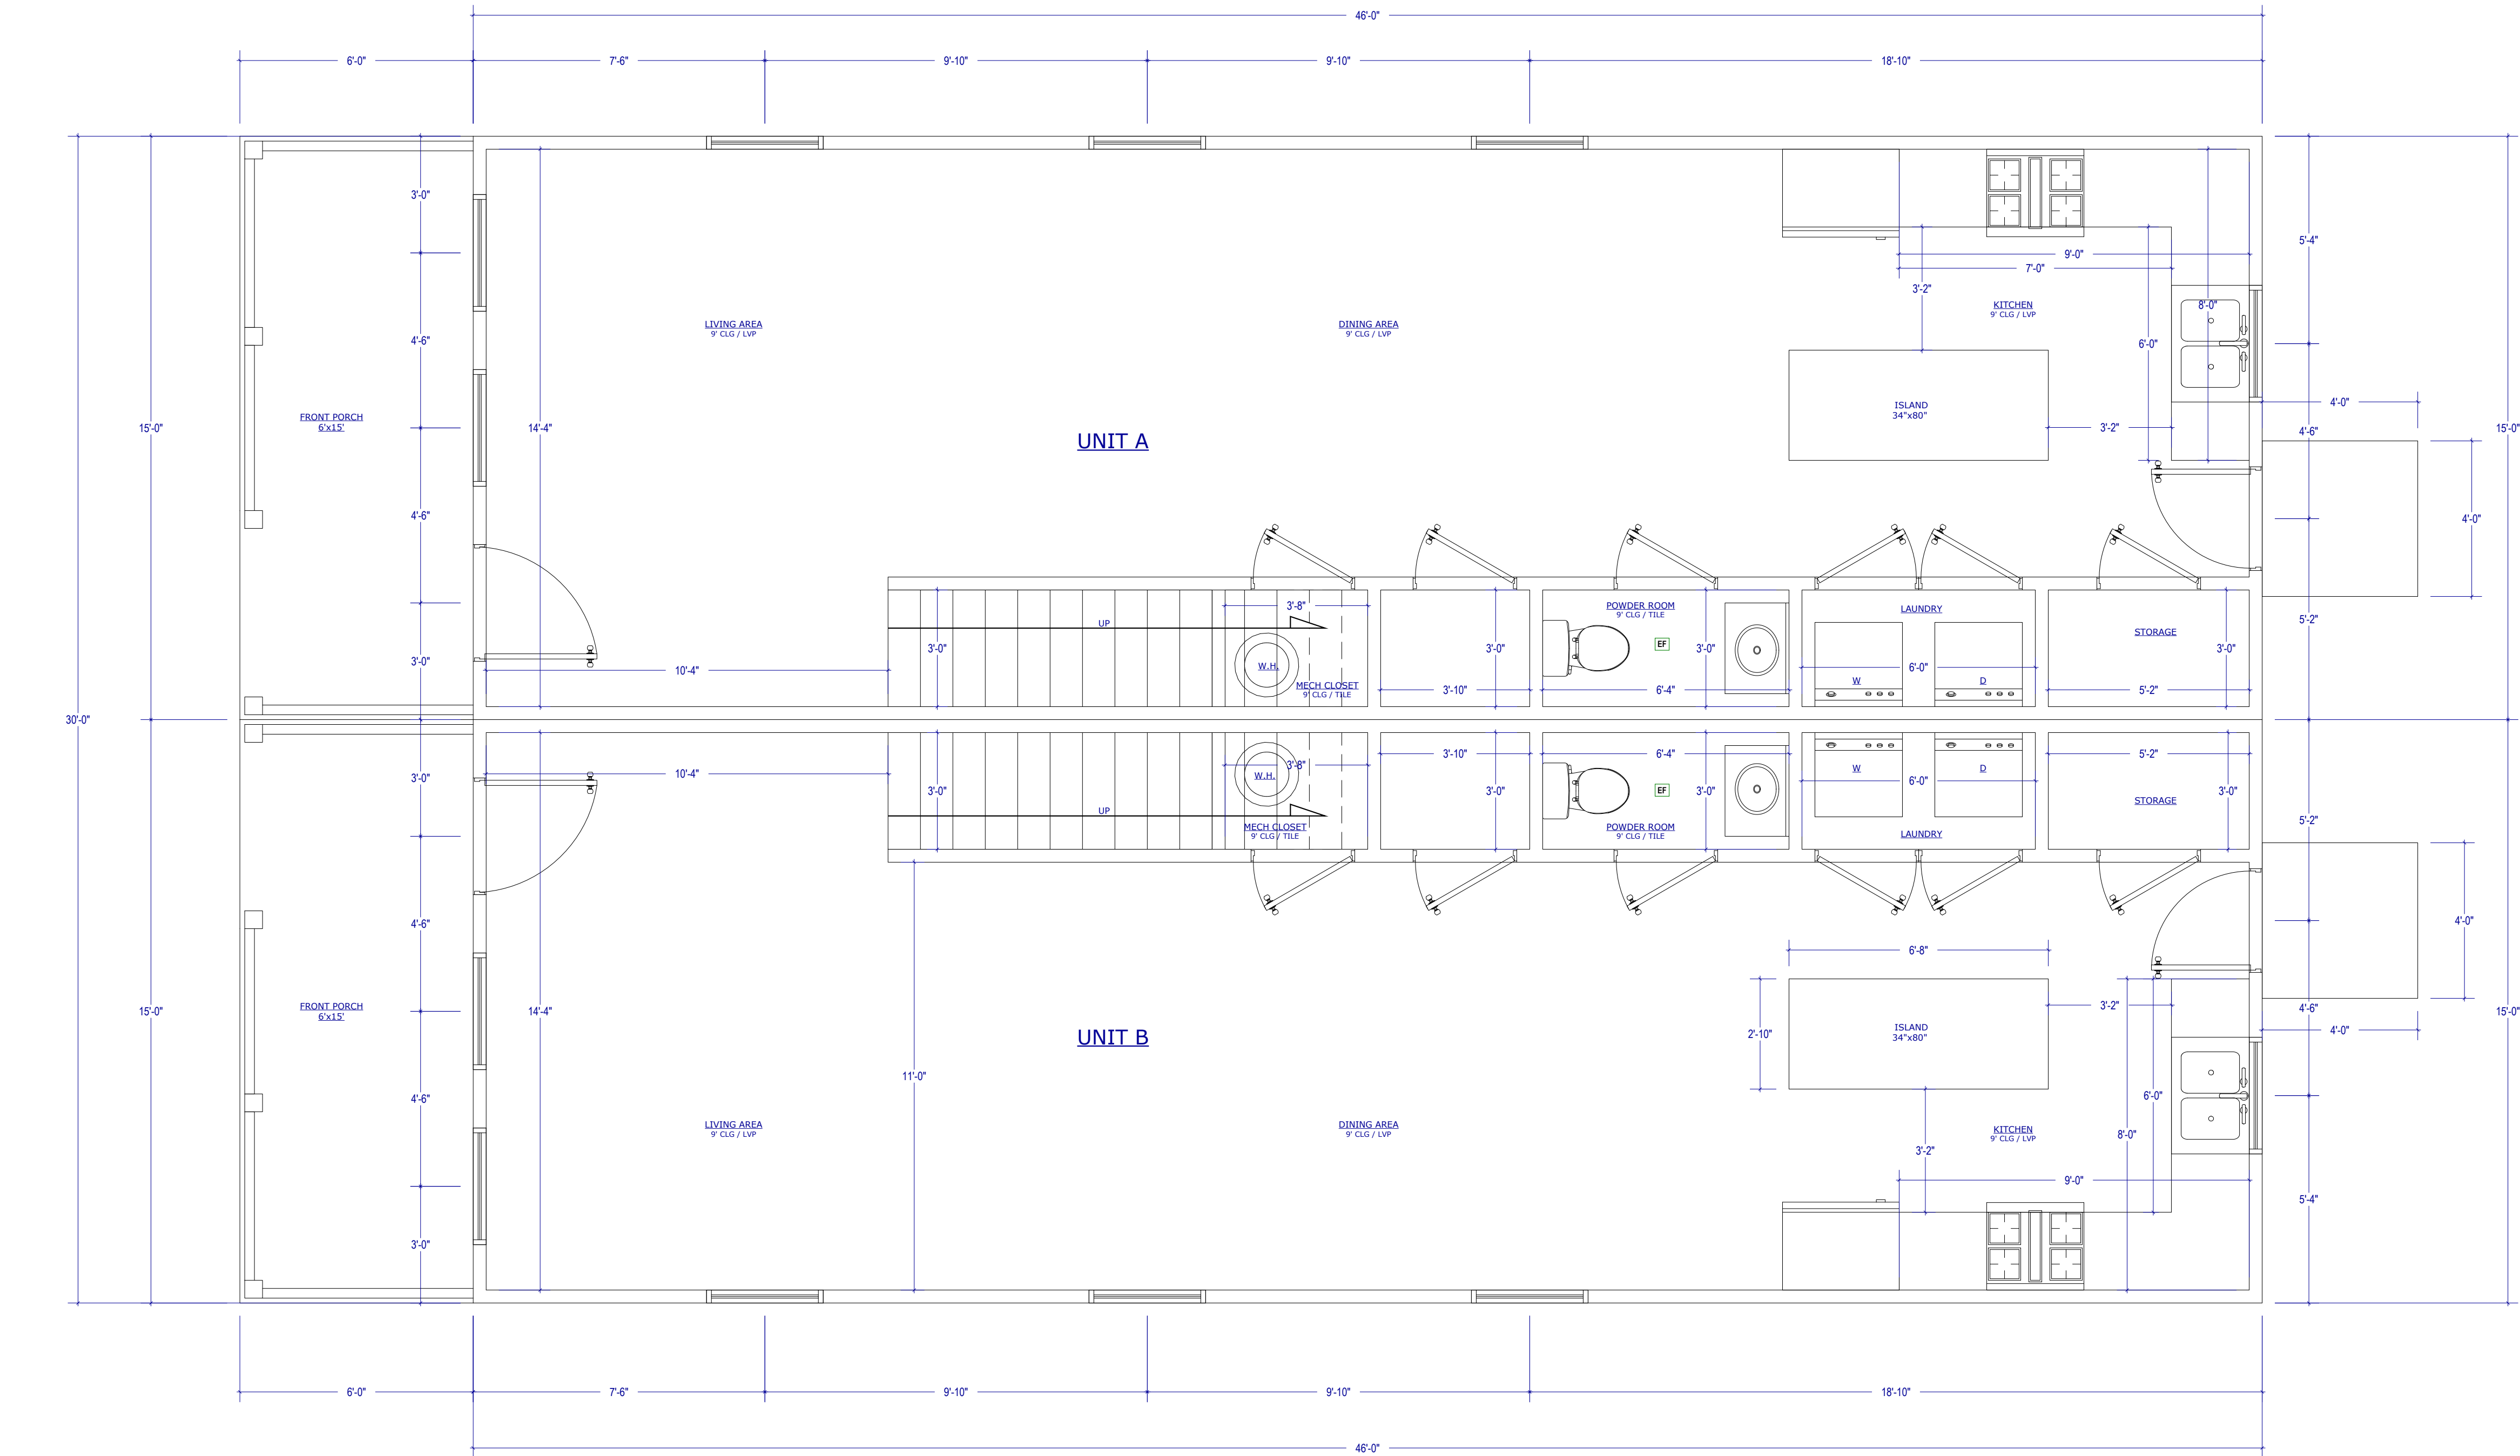 46'-0"
6'-0" 7'-6" 9'-10" 9'-10" 18'-10"
3'-0"
5'-4"
9'-0"
7'-0"
3'-2"
KITCHEN
9' CLG / LVP
8'-0"
LIVING AREA
9' CLG / LVP
DINING AREA
9' CLG / LVP
4'-6"
6'-0"
4'-0"
ISLAND
34"x80"
FRONT PORCH
6'x15'
15'-0"
14'-4"
3'-2"
4'-6"
15'-0"
UNIT A
4'-6"
4'-0"
3'-8"
POWDER ROOM
9' CLG / TILE
LAUNDRY
UP
5'-2"
STORAGE
3'-0"
EF
3'-0"
3'-0"
3'-0"
3'-0"
3'-0"
W.H.
10'-4"
6'-0"
W
D
MECH CLOSET
9' CLG / TILE
3'-10"
6'-4"
5'-2"
30'-0"
3'-10"
6'-4"
5'-2"
3'-8"
W
D
3'-0"
10'-4"
W.H.
6'-0"
3'-0"
3'-0"
EF
3'-0"
3'-0"
STORAGE
UP
5'-2"
MECH CLOSET
9' CLG / TILE
POWDER ROOM
9' CLG / TILE
LAUNDRY
4'-6"
4'-0"
6'-8"
FRONT PORCH
6'x15'
15'-0"
14'-4"
3'-2"
4'-6"
15'-0"
UNIT B
2'-10"
ISLAND
34"x80"
4'-0"
11'-0"
4'-6"
6'-0"
LIVING AREA
9' CLG / LVP
DINING AREA
9' CLG / LVP
KITCHEN
9' CLG / LVP
8'-0"
3'-2"
9'-0"
5'-4"
3'-0"
6'-0" 7'-6" 9'-10" 9'-10" 18'-10"
46'-0"